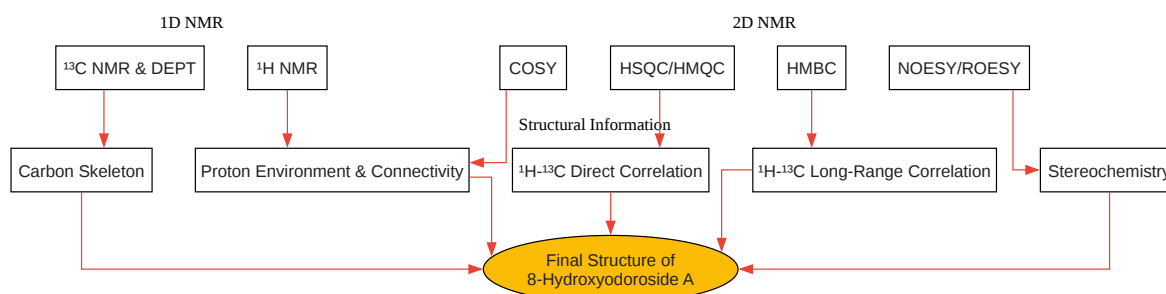 1D NMR
2D NMR
¹³C NMR & DEPT
¹H NMR
COSY
HSQC/HMQC
HMBC
NOESY/ROESY
Structural Information
Carbon Skeleton
Proton Environment & Connectivity
¹H-¹³C Direct Correlation
¹H-¹³C Long-Range Correlation
Stereochemistry
Final Structure of
8-Hydroxyodoroside A